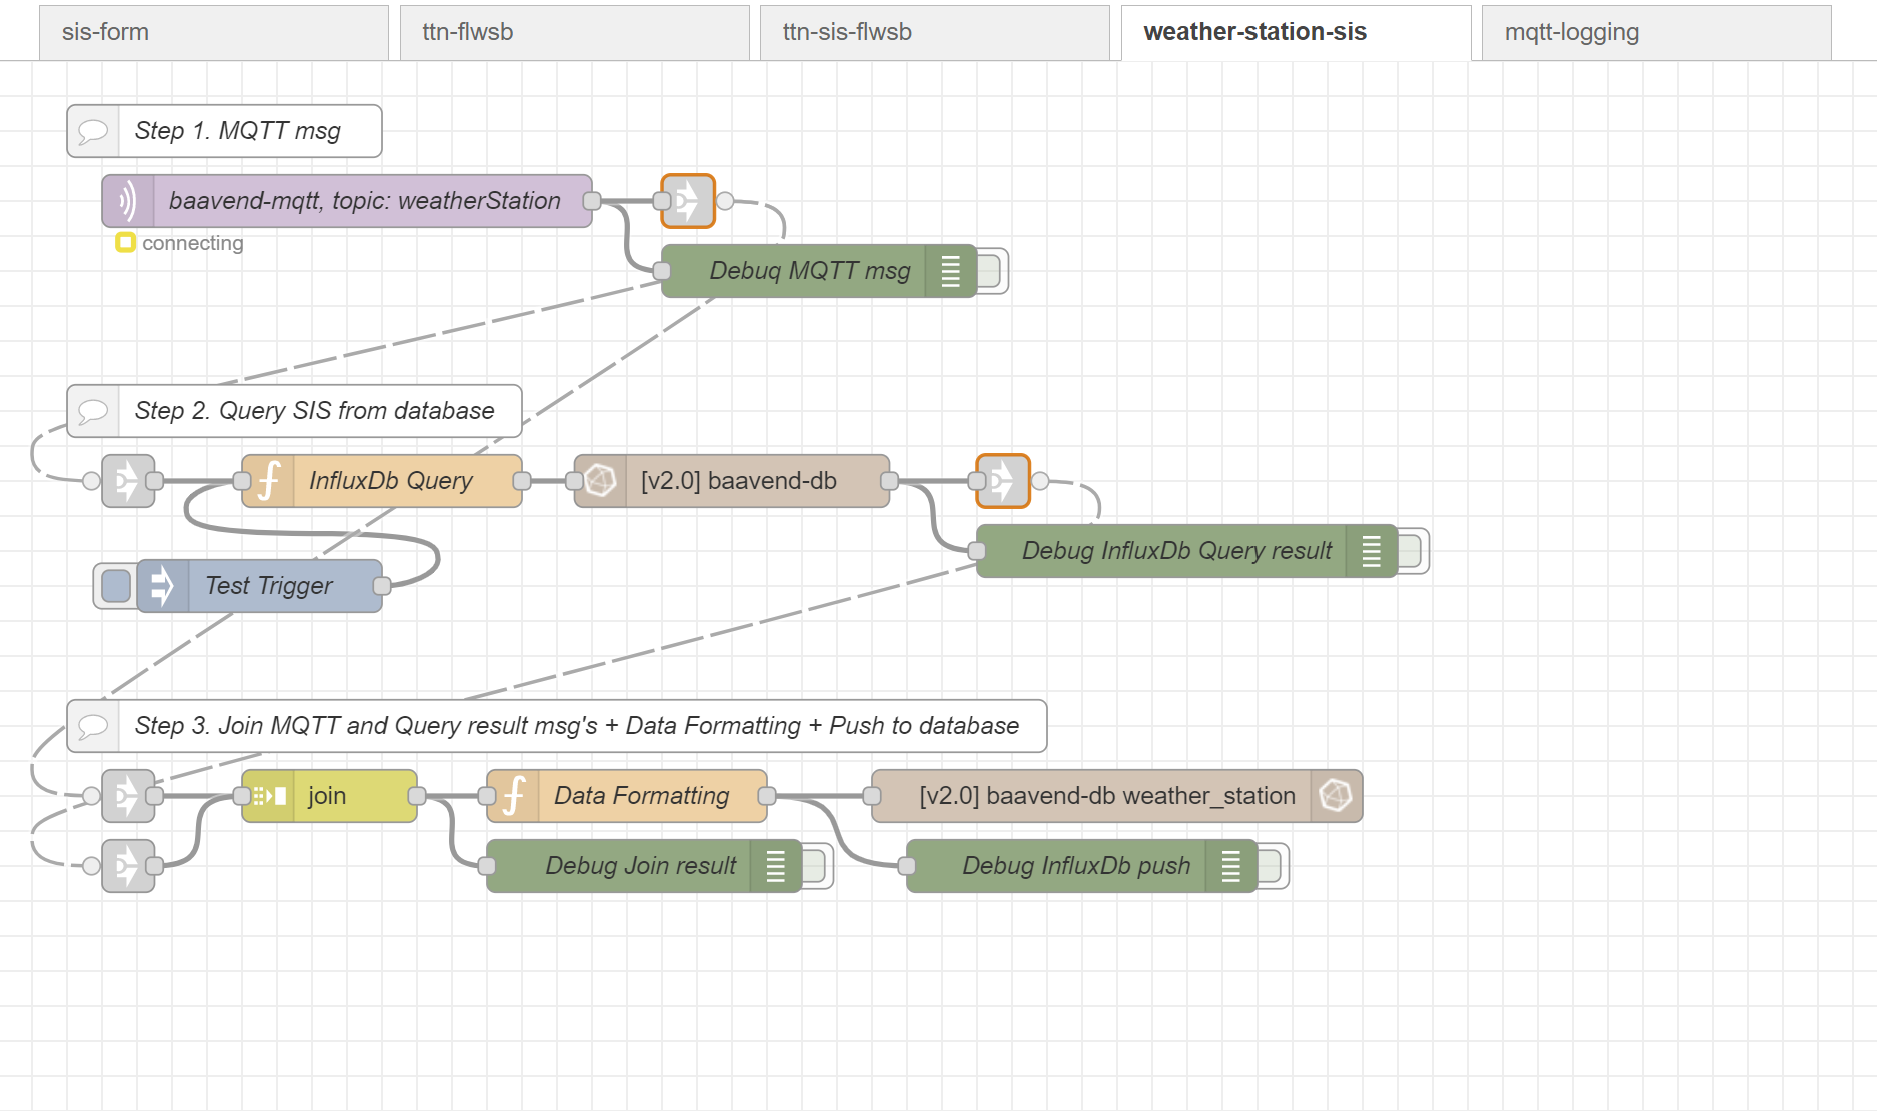 sis-form
ttn-flwsb
ttn-sis-flwsb
weather-station-sis
mqtt-logging
Step 1. MQTT msg
baavend-mqtt, topic: weatherStation
connecting
Debuq MQTT msg
Step 2. Query SIS from database
InfluxDb Query
[v2.0] baavend-db
Debug InfluxDb Query result
Test Trigger
Step 3. Join MQTT and Query result msg's + Data Formatting + Push to database
join
Data Formatting
[v2.0] baavend-db weather_station
Debug Join result
Debug InfluxDb push